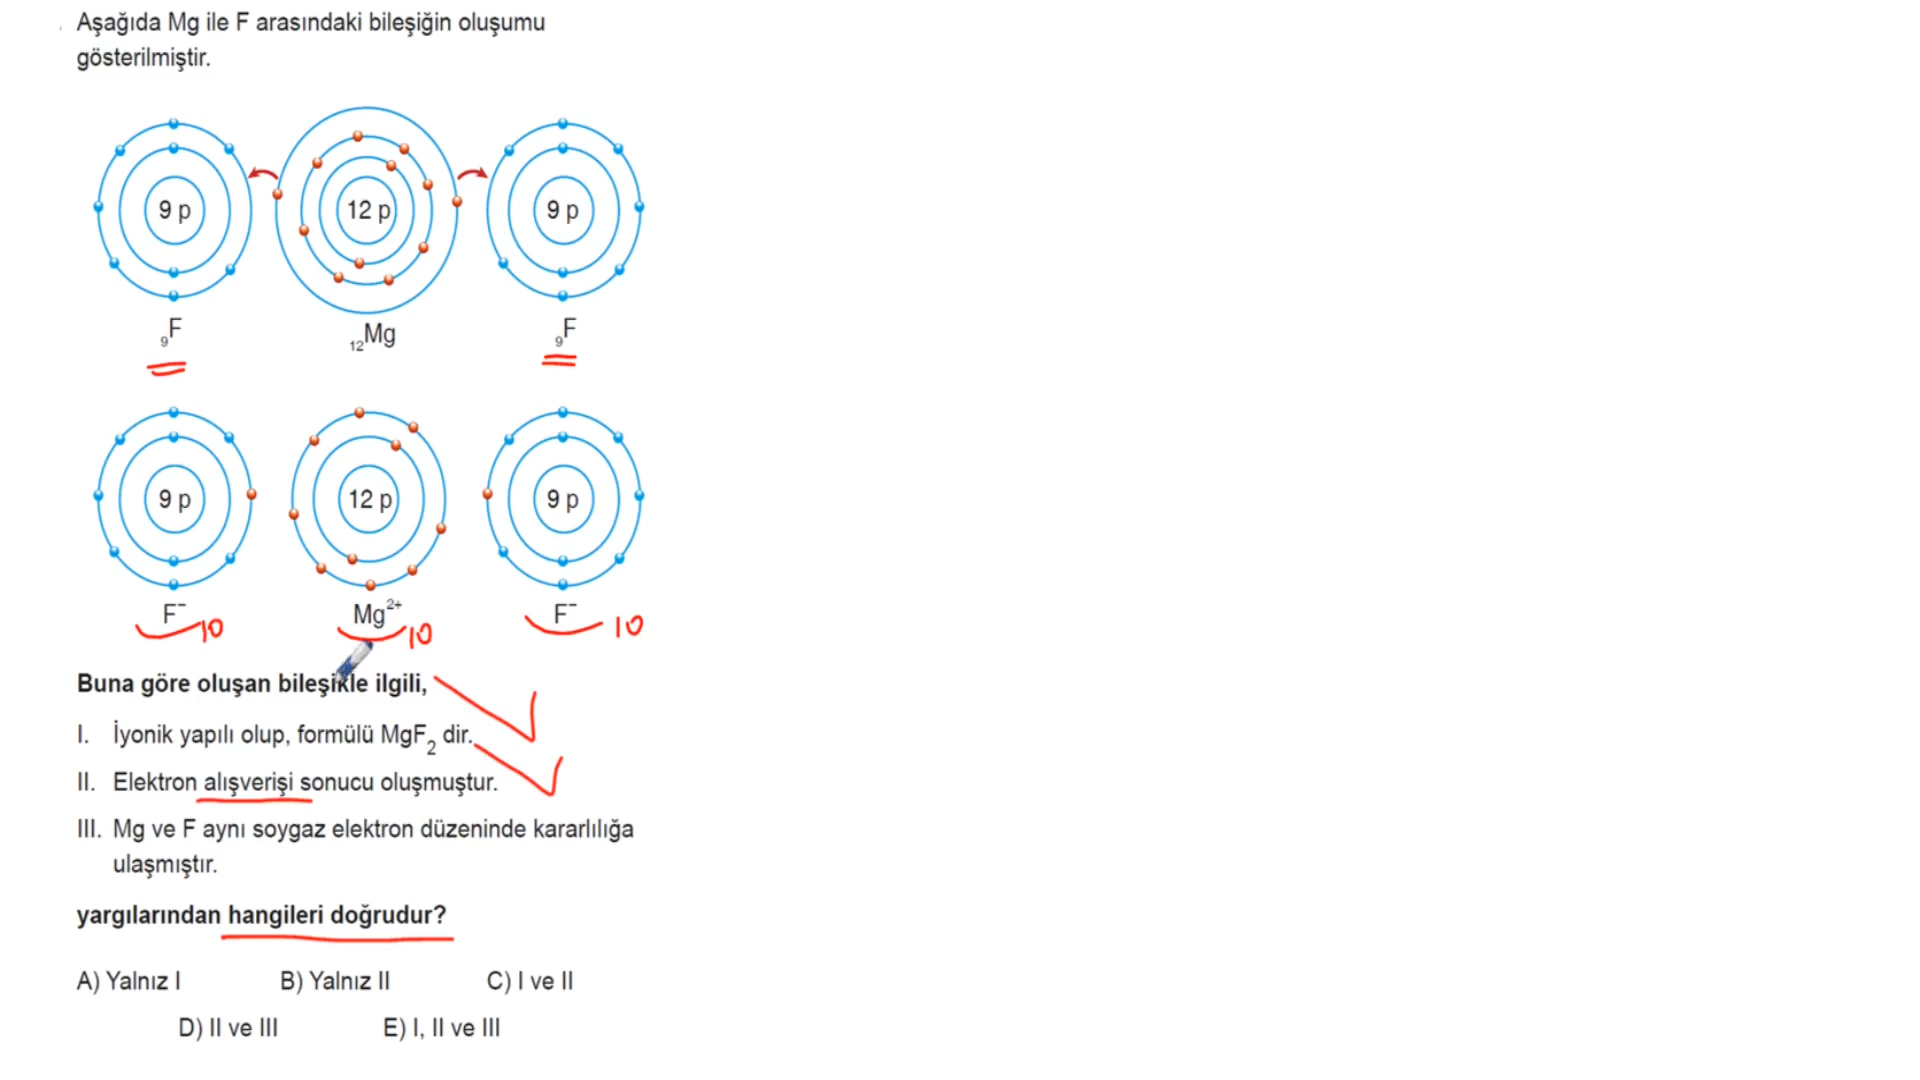 Aşağıda Mg ile F arasındaki bileşiğin oluşumu
gösterilmiştir.
9 p 12 p 9 p
₉F ₁₂Mg ₉F
9 p 12 p 9 p
F⁻ Mg²⁺ F⁻
10 10 10
Buna göre oluşan bileşikle ilgili,
I. İyonik yapılı olup, formülü MgF₂ dir.
II. Elektron alışverişi sonucu oluşmuştur.
III. Mg ve F aynı soygaz elektron düzeninde kararlılığa
ulaşmıştır.
yargılarından hangileri doğrudur?
A) Yalnız I B) Yalnız II C) I ve II
D) II ve III E) I, II ve III